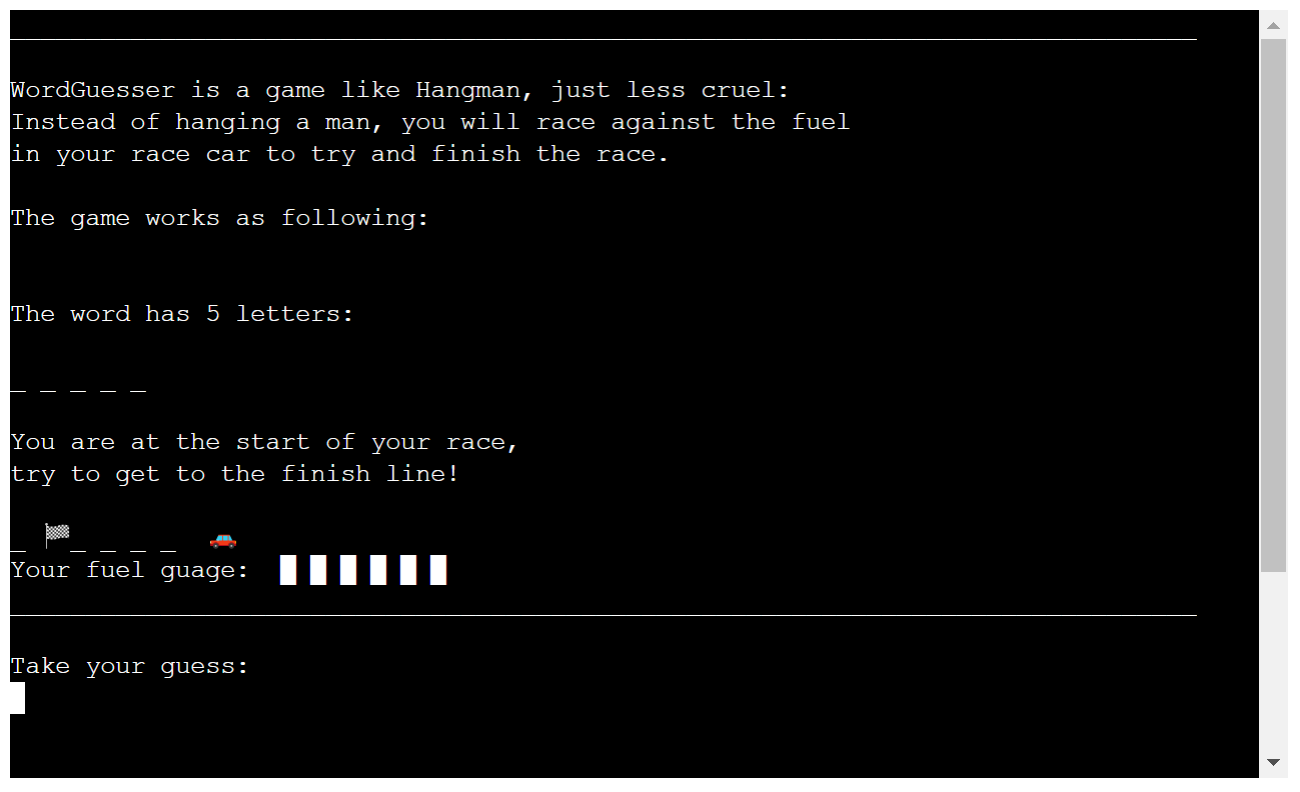 WordGuesser is a game like Hangman, just less cruel:
Instead of hanging a man, you will race against the fuel
in your race car to try and finish the race.
The game works as following:
The word has 5 letters:
_ _ _ _ _
You are at the start of your race,
try to get to the finish line!
_ 🏁_ _ _ _ 🚗
Your fuel guage: █ █ █ █ █ █
Take your guess: